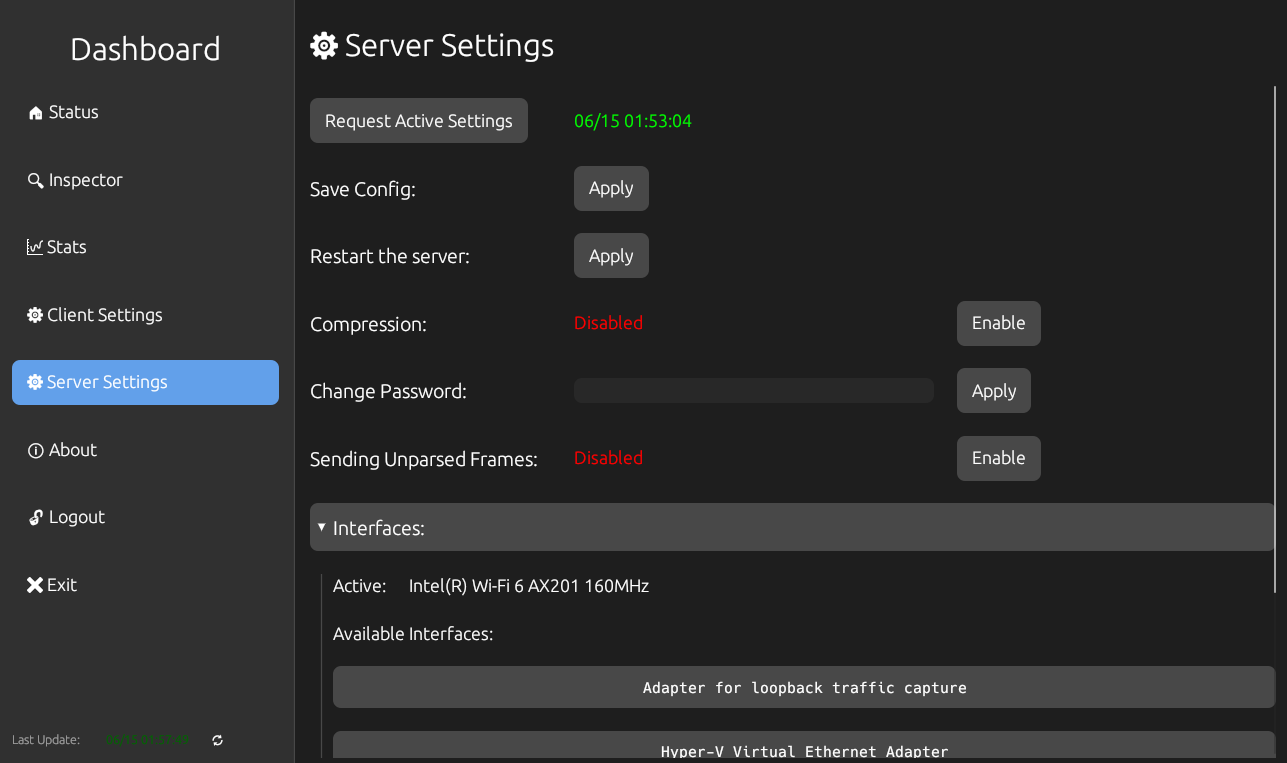 Dashboard
Status
Inspector
Stats
Client Settings
Server Settings
About
Logout
Exit
Last Update: 06/15 01:57:49
Server Settings
Request Active Settings 06/15 01:53:04
Save Config: Apply
Restart the server: Apply
Compression: Disabled Enable
Change Password: Apply
Sending Unparsed Frames: Disabled Enable
Interfaces:
Active: Intel(R) Wi-Fi 6 AX201 160MHz
Available Interfaces:
Adapter for loopback traffic capture
Hyper-V Virtual Ethernet Adapter